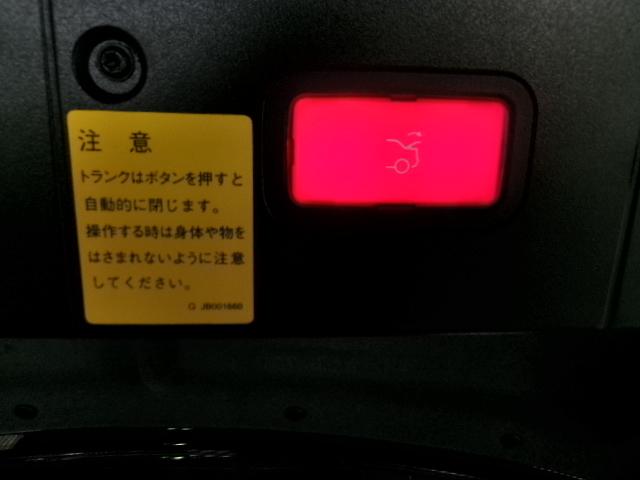 注 意
トランクはボタンを押すと
自動的に閉じます。
操作する時は身体や物を
はさまれないように注意
してください。
G JB001660